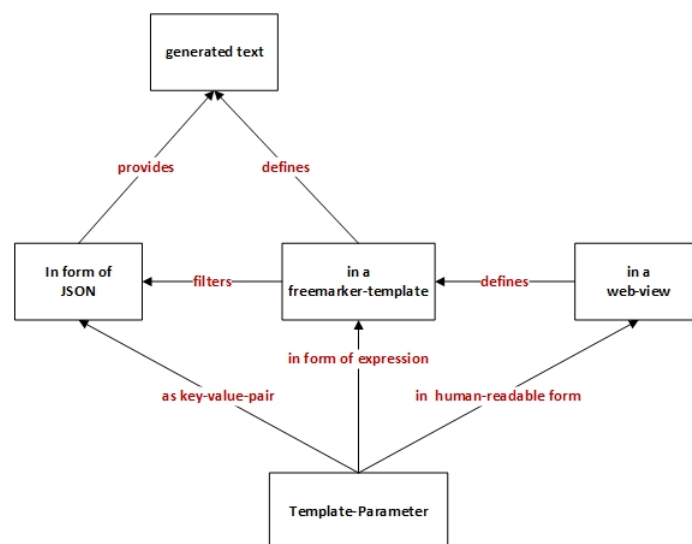 generated text
provides
defines
In form of
JSON
filters
in a
freemarker-template
defines
in a
web-view
in form of expression
as key-value-pair
in human-readable form
Template-Parameter